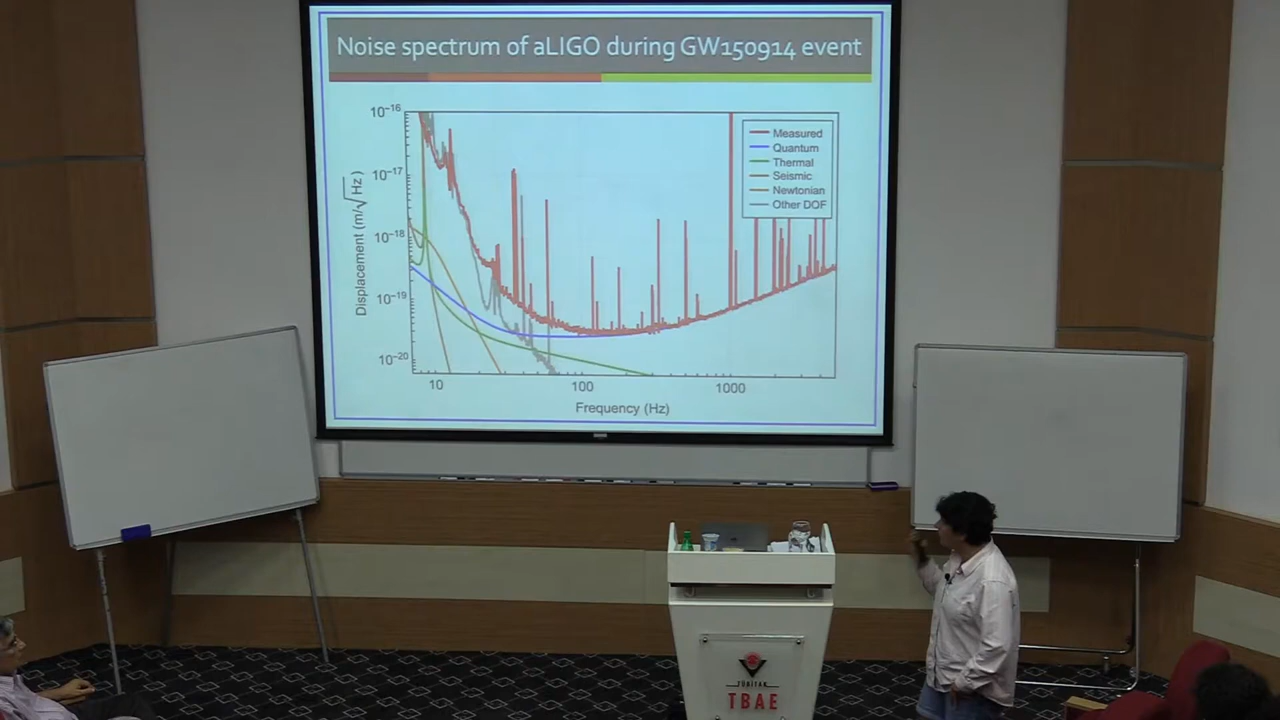 Noise spectrum of aLIGO during GW150914 event
10⁻¹⁶
10⁻¹⁷
10⁻¹⁸
10⁻¹⁹
10⁻²⁰
Displacement (m/√Hz)
Measured
Quantum
Thermal
Seismic
Newtonian
Other DOF
10
100
1000
Frequency (Hz)
TÜBİTAK
TBAE